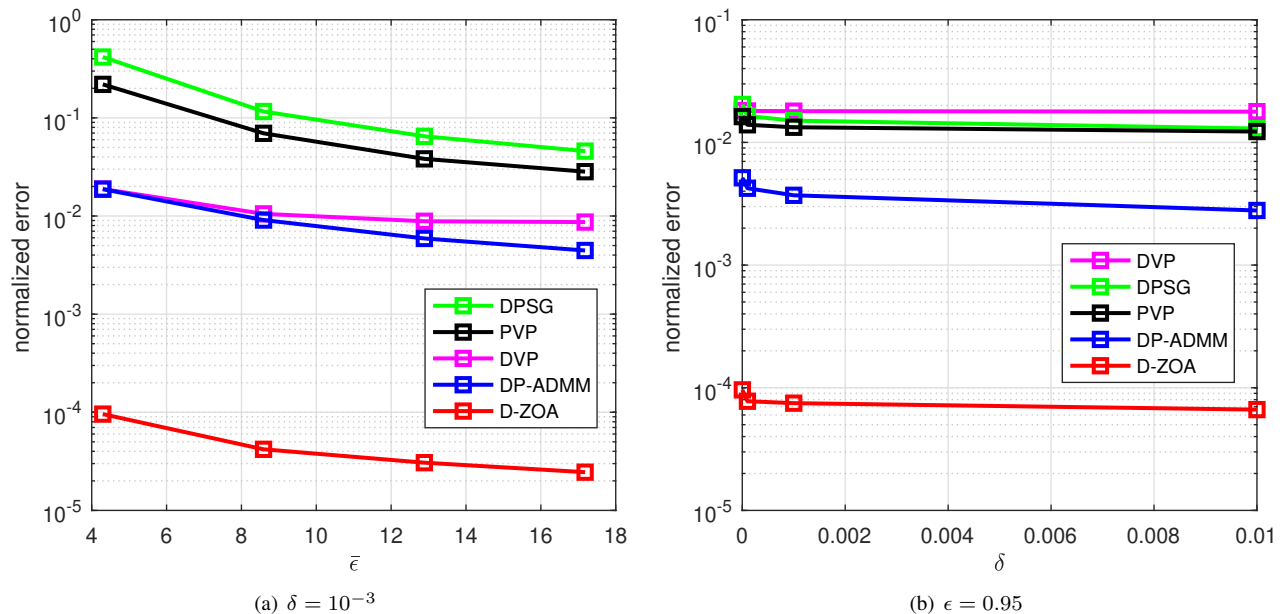 normalized error
10^0
10^{-1}
10^{-2}
10^{-3}
10^{-4}
10^{-5}
4 6 8 10 12 14 16 18
\bar{ϵ}
DPSG
PVP
DVP
DP-ADMM
D-ZOA
(a) δ = 10^{−3}
normalized error
10^{-1}
10^{-2}
10^{-3}
10^{-4}
10^{-5}
0 0.002 0.004 0.006 0.008 0.01
δ
DVP
DPSG
PVP
DP-ADMM
D-ZOA
(b) ϵ = 0.95